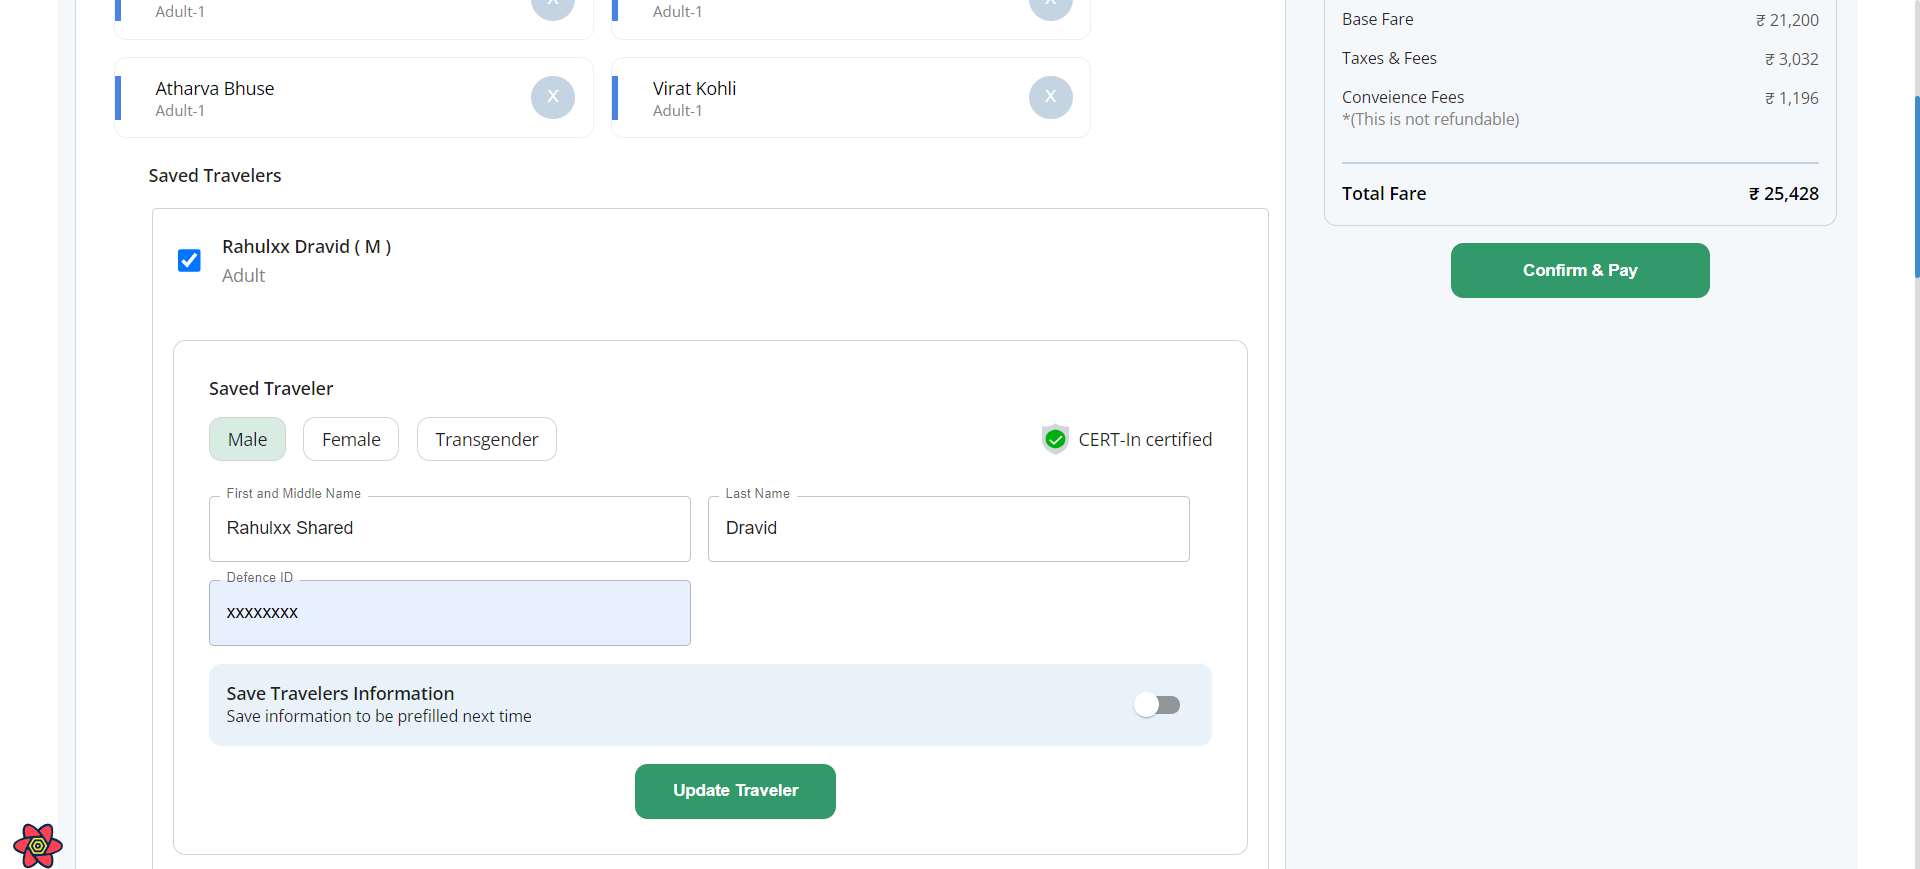 Adult-1
X
Adult-1
X
Atharva Bhuse
Adult-1
X
Virat Kohli
Adult-1
X
Saved Travelers
Rahulxx Dravid ( M )
Adult
Saved Traveler
Male
Female
Transgender
CERT-In certified
First and Middle Name
Rahulxx Shared
Last Name
Dravid
Defence ID
xxxxxxxx
Save Travelers Information
Save information to be prefilled next time
Update Traveler
Base Fare
₹ 21,200
Taxes & Fees
₹ 3,032
Conveience Fees
₹ 1,196
*(This is not refundable)
Total Fare
₹ 25,428
Confirm & Pay